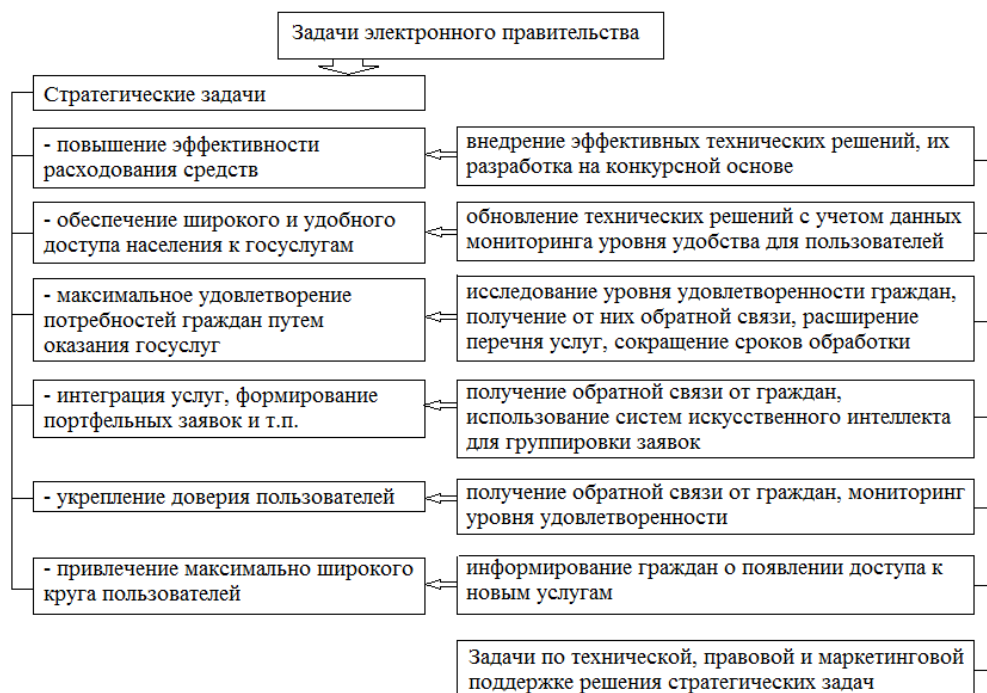 Задачи электронного правительства
Стратегические задачи
- повышение эффективности
расходования средств
внедрение эффективных технических решений, их
разработка на конкурсной основе
- обеспечение широкого и удобного
доступа населения к госуслугам
обновление технических решений с учетом данных
мониторинга уровня удобства для пользователей
- максимальное удовлетворение
потребностей граждан путем
оказания госуслуг
исследование уровня удовлетворенности граждан,
получение от них обратной связи, расширение
перечня услуг, сокращение сроков обработки
- интеграция услуг, формирование
портфельных заявок и т.п.
получение обратной связи от граждан,
использование систем искусственного интеллекта
для группировки заявок
- укрепление доверия пользователей
получение обратной связи от граждан, мониторинг
уровня удовлетворенности
- привлечение максимально широкого
круга пользователей
информирование граждан о появлении доступа к
новым услугам
Задачи по технической, правовой и маркетинговой
поддержке решения стратегических задач